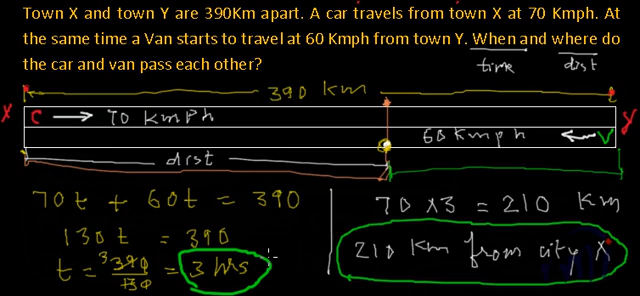 Town X and town Y are 390Km apart. A car travels from town X at 70 Kmph. At
the same time a Van starts to travel at 60 Kmph from town Y. When and where do
the car and van pass each other?
time dist
390 km
X C → 70 kmph Y
60 kmph ← V
dist
70t + 60t = 390
70 x 3 = 210 km
130t = 390
210 km from city X
t = 3 390/130 = 3 hrs